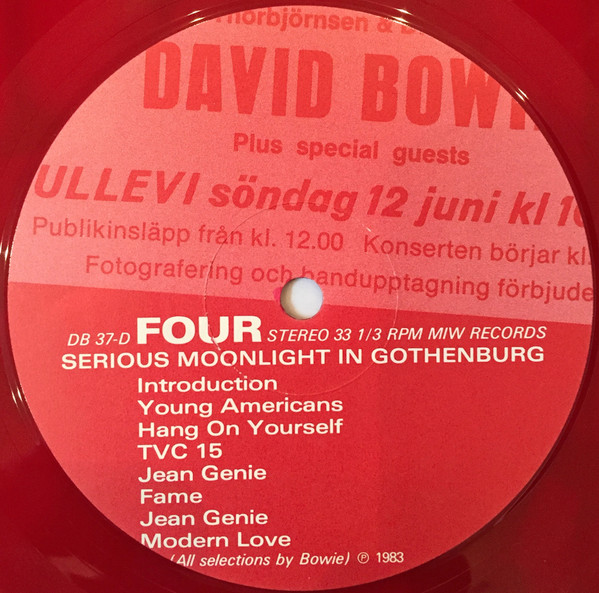 Thorbjörnsen &
DAVID BOWI
Plus special guests
ULLEVI söndag 12 juni kl
Publikinsläpp från kl. 12.00 Konserten börjar kl.
Fotografering och bandupptagning förbjude
DB 37-D FOUR STEREO 33 1/3 RPM MIW RECORDS
SERIOUS MOONLIGHT IN GOTHENBURG
Introduction
Young Americans
Hang On Yourself
TVC 15
Jean Genie
Fame
Jean Genie
Modern Love
(All selections by Bowie) ℗ 1983